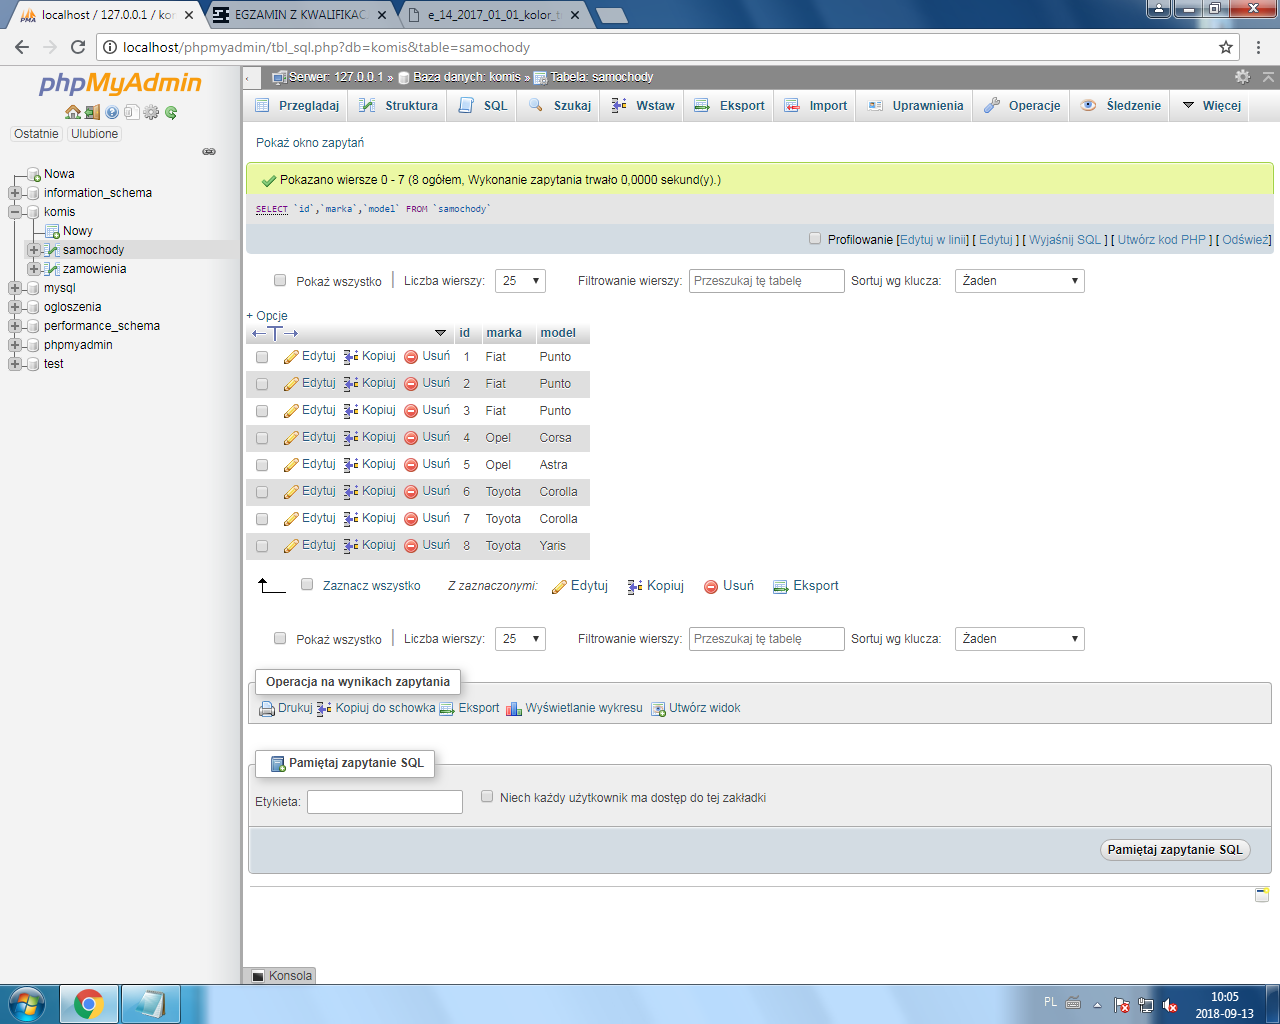 localhost / 127.0.0.1 / kor
EGZAMIN Z KWALIFIKAC
e_14_2017_01_01_kolor_t
localhost/phpmyadmin/tbl_sql.php?db=komis&table=samochody
phpMyAdmin
Ostatnie Ulubione
Nowa
information_schema
komis
Nowy
samochody
zamowienia
mysql
ogloszenia
performance_schema
phpmyadmin
test
Serwer: 127.0.0.1 » Baza danych: komis » Tabela: samochody
Przeglądaj Struktura SQL Szukaj Wstaw Eksport Import Uprawnienia Operacje Śledzenie Więcej
Pokaż okno zapytań
Pokazano wiersze 0 - 7 (8 ogółem, Wykonanie zapytania trwało 0,0000 sekund(y).)
SELECT `id`,`marka`,`model` FROM `samochody`
Profilowanie [Edytuj w linii] [ Edytuj ] [ Wyjaśnij SQL ] [ Utwórz kod PHP ] [ Odśwież]
Pokaż wszystko | Liczba wierszy: 25 Filtrowanie wierszy: Przeszukaj tę tabelę Sortuj wg klucza: Żaden
+ Opcje
←T→ id marka model
Edytuj Kopiuj Usuń 1 Fiat Punto
Edytuj Kopiuj Usuń 2 Fiat Punto
Edytuj Kopiuj Usuń 3 Fiat Punto
Edytuj Kopiuj Usuń 4 Opel Corsa
Edytuj Kopiuj Usuń 5 Opel Astra
Edytuj Kopiuj Usuń 6 Toyota Corolla
Edytuj Kopiuj Usuń 7 Toyota Corolla
Edytuj Kopiuj Usuń 8 Toyota Yaris
Zaznacz wszystko Z zaznaczonymi: Edytuj Kopiuj Usuń Eksport
Pokaż wszystko | Liczba wierszy: 25 Filtrowanie wierszy: Przeszukaj tę tabelę Sortuj wg klucza: Żaden
Operacja na wynikach zapytania
Drukuj Kopiuj do schowka Eksport Wyświetlanie wykresu Utwórz widok
Pamiętaj zapytanie SQL
Etykieta: Niech każdy użytkownik ma dostęp do tej zakładki
Pamiętaj zapytanie SQL
Konsola
PL 10:05
2018-09-13